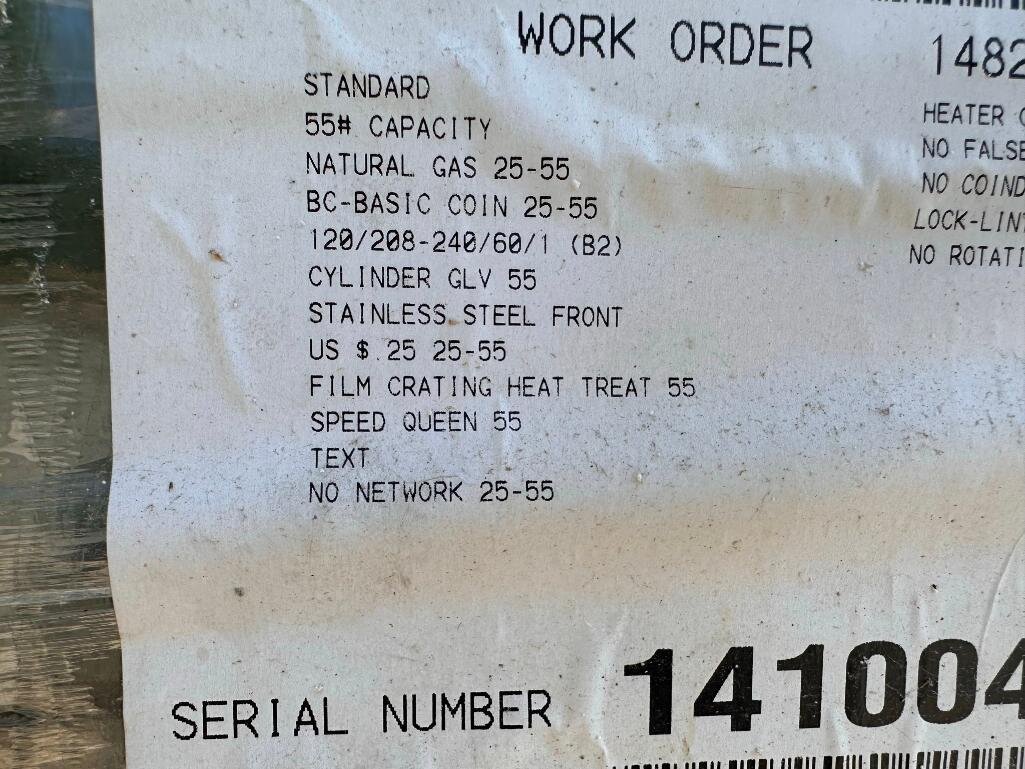 WORK ORDER 1482
STANDARD
55# CAPACITY
NATURAL GAS 25-55
BC-BASIC COIN 25-55
120/208-240/60/1 (B2)
CYLINDER GLV 55
STAINLESS STEEL FRONT
US $.25 25-55
FILM CRATING HEAT TREAT 55
SPEED QUEEN 55
TEXT
NO NETWORK 25-55
HEATER
NO FALSE
NO COIND
LOCK-LINT
NO ROTATI
SERIAL NUMBER 141004